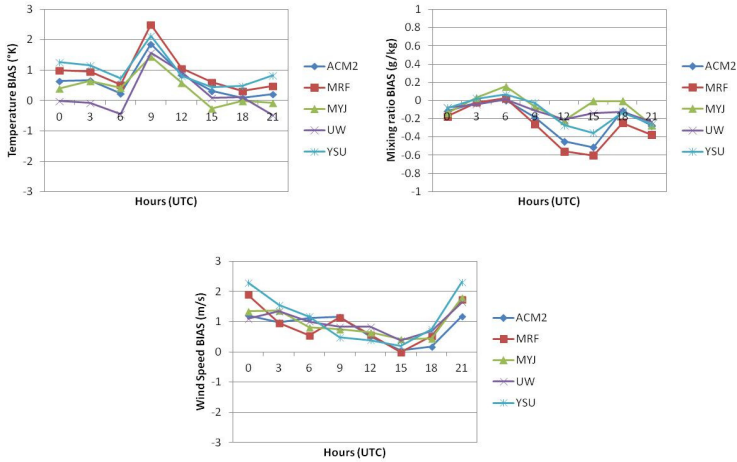 Temperature BIAS (°K)
3
2
1
0
-1
-2
-3
0 3 6 9 12 15 18 21
Hours (UTC)
ACM2
MRF
MYJ
UW
YSU
Mixing ratio BIAS (g/kg)
1
0.8
0.6
0.4
0.2
0
-0.2
-0.4
-0.6
-0.8
-1
0 3 6 9 12 15 18 21
Hours (UTC)
ACM2
MRF
MYJ
UW
YSU
Wind Speed BIAS (m/s)
3
2
1
0
-1
-2
-3
0 3 6 9 12 15 18 21
Hours (UTC)
ACM2
MRF
MYJ
UW
YSU